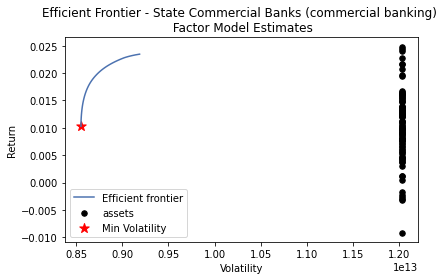 Efficient Frontier - State Commercial Banks (commercial banking)
Factor Model Estimates
Return
0.025
0.020
0.015
0.010
0.005
0.000
−0.005
−0.010
Efficient frontier
assets
Min Volatility
0.85 0.90 0.95 1.00 1.05 1.10 1.15 1.20
1e13
Volatility